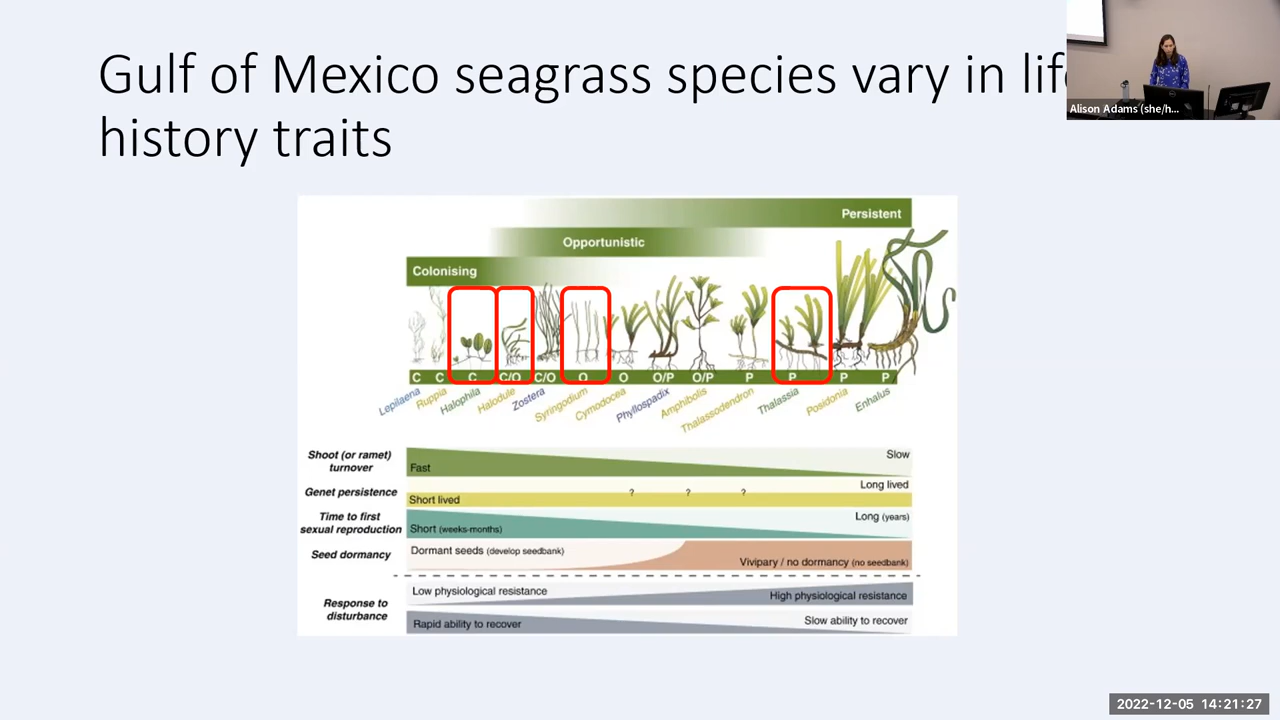 Gulf of Mexico seagrass species vary in lif
history traits
Alison Adams (she/h...
Persistent
Opportunistic
Colonising
C C C C/O C/O O O O/P O/P P P P P
Lepilaena Ruppia Halophila Halodule Zostera Syringodium Cymodocea Phyllospadix Amphibolis Thalassodendron Thalassia Posidonia Enhalus
Shoot (or ramet)
turnover
Fast
Slow
Genet persistence
Short lived
? ? ?
Long lived
Time to first
sexual reproduction
Short (weeks-months)
Long (years)
Seed dormancy
Dormant seeds (develop seedbank)
Vivipary / no dormancy (no seedbank)
Response to
disturbance
Low physiological resistance
High physiological resistance
Rapid ability to recover
Slow ability to recover
2022-12-05 14:21:27